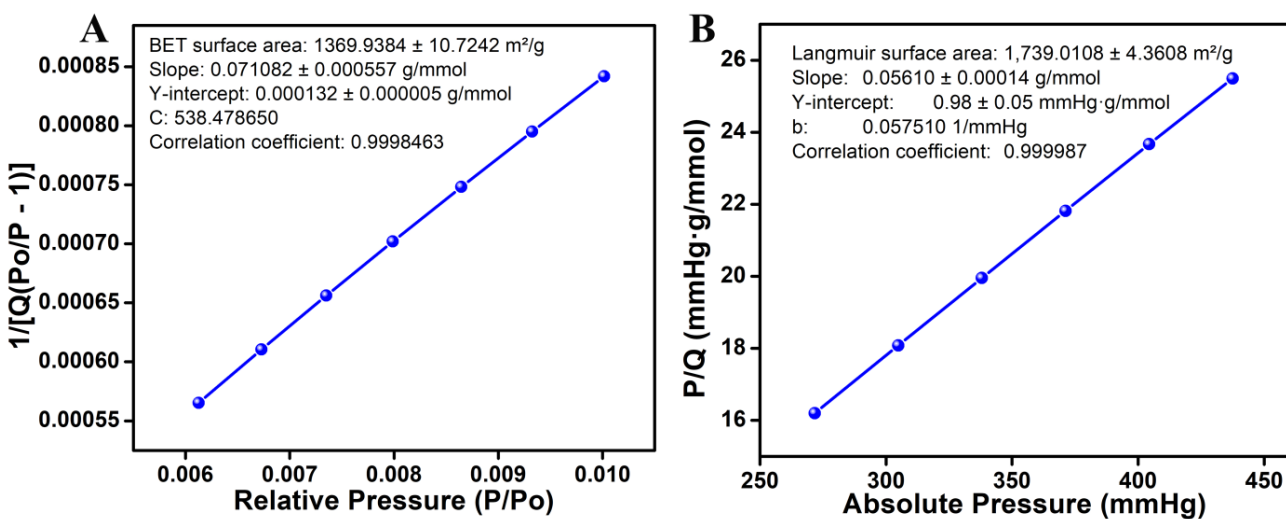 A
BET surface area: 1369.9384 ± 10.7242 m²/g
Slope: 0.071082 ± 0.000557 g/mmol
Y-intercept: 0.000132 ± 0.000005 g/mmol
C: 538.478650
Correlation coefficient: 0.9998463
1/[Q(Po/P - 1)]
0.00085
0.00080
0.00075
0.00070
0.00065
0.00060
0.00055
0.006 0.007 0.008 0.009 0.010
Relative Pressure (P/Po)
B
Langmuir surface area: 1,739.0108 ± 4.3608 m²/g
Slope: 0.05610 ± 0.00014 g/mmol
Y-intercept: 0.98 ± 0.05 mmHg·g/mmol
b: 0.057510 1/mmHg
Correlation coefficient: 0.999987
P/Q (mmHg·g/mmol)
26
24
22
20
18
16
250 300 350 400 450
Absolute Pressure (mmHg)